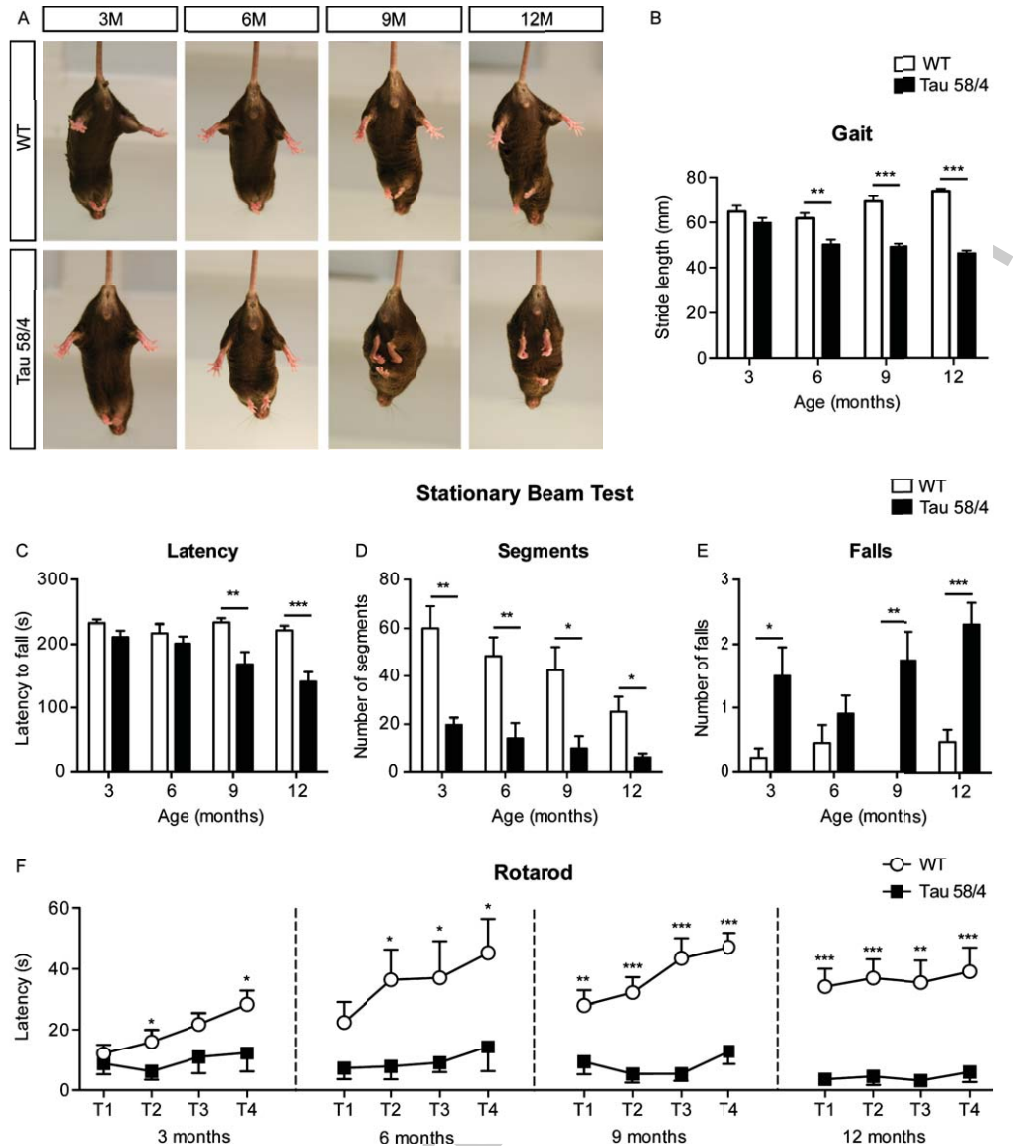 A 3M 6M 9M 12M
WT
Tau 58/4
B
WT
Tau 58/4
Gait
** *** ***
80
60
40
20
0
Stride length (mm)
3 6 9 12
Age (months)
Stationary Beam Test
WT
Tau 58/4
C Latency
** ***
300
200
100
0
Latency to fall (s)
3 6 9 12
Age (months)
D Segments
** ** * *
80
60
40
20
0
Number of segments
3 6 9 12
Age (months)
E Falls
* ** ***
3
2
1
0
Number of falls
3 6 9 12
Age (months)
F Rotarod
WT
Tau 58/4
60
40
20
0
Latency (s)
* * * * * ** *** *** *** *** *** ** ***
T1 T2 T3 T4 T1 T2 T3 T4 T1 T2 T3 T4 T1 T2 T3 T4
3 months 6 months 9 months 12 months